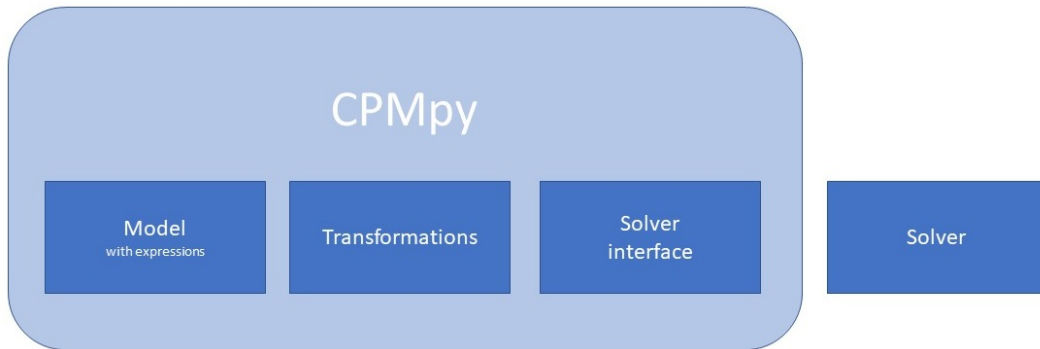 CPMpy
Model
with expressions
Transformations
Solver
interface
Solver